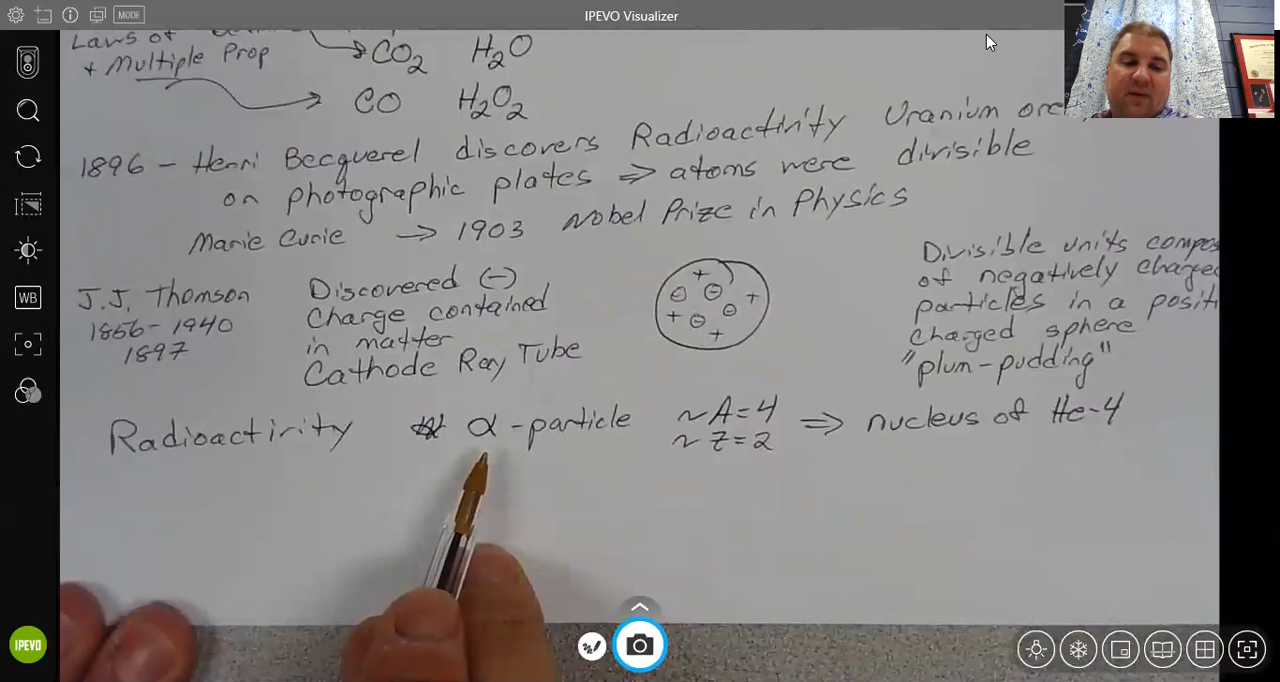 MODE
IPEVO Visualizer
Laws of
+ Multiple Prop
CO2 H2O
CO H2O2
1896 - Henri Becquerel discovers Radioactivity Uranium ore
on photographic plates => atoms were divisible
Marie Curie → 1903 Nobel Prize in Physics
J.J. Thomson
1856-1940
1897
Discovered (-)
Charge contained
in matter
Cathode Ray Tube
+ - - + + - - +
Divisible units compos
of negatively charged
particles in a positi
charged sphere
"plum-pudding"
WB
Radioactivity α-particle ~A=4 => nucleus of He-4
~Z=2
IPEVO